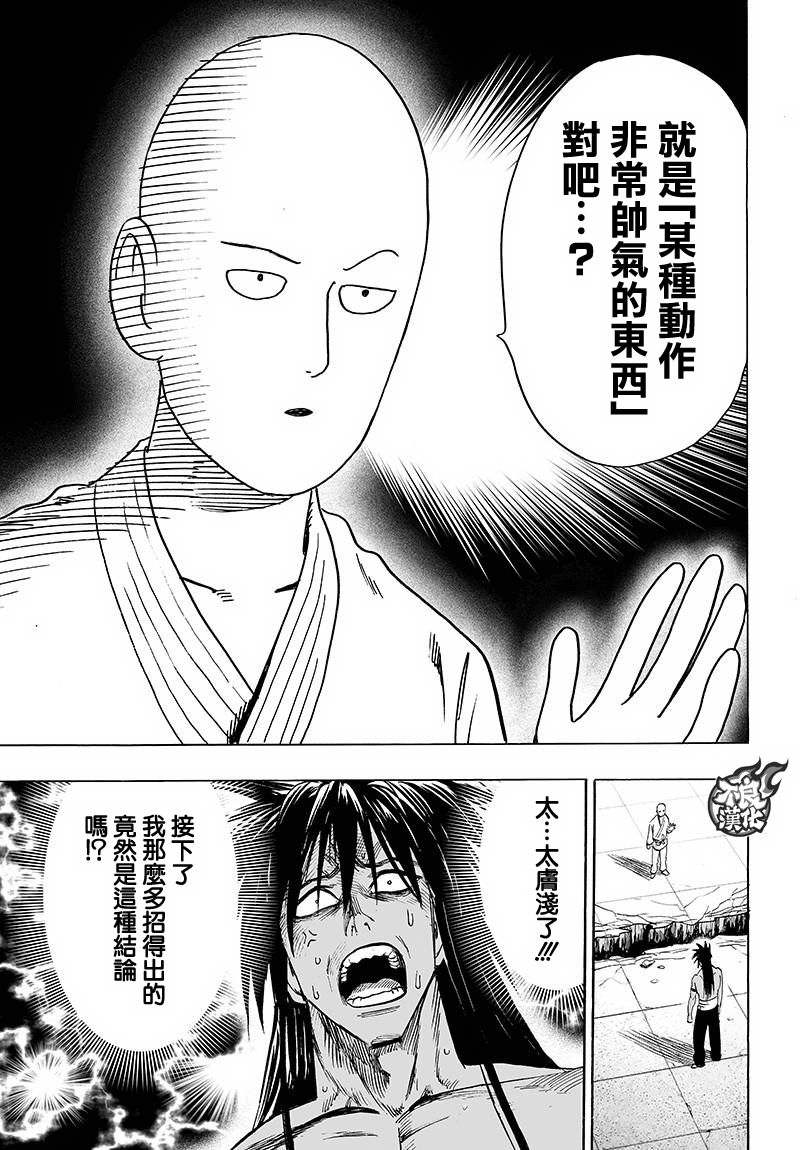 就是「某種動作
非常帥氣的東西」
對吧…？
太…太膚淺了!!!
接下了
我那麼多招得出的
竟然是這種結論
嗎!?
漢化